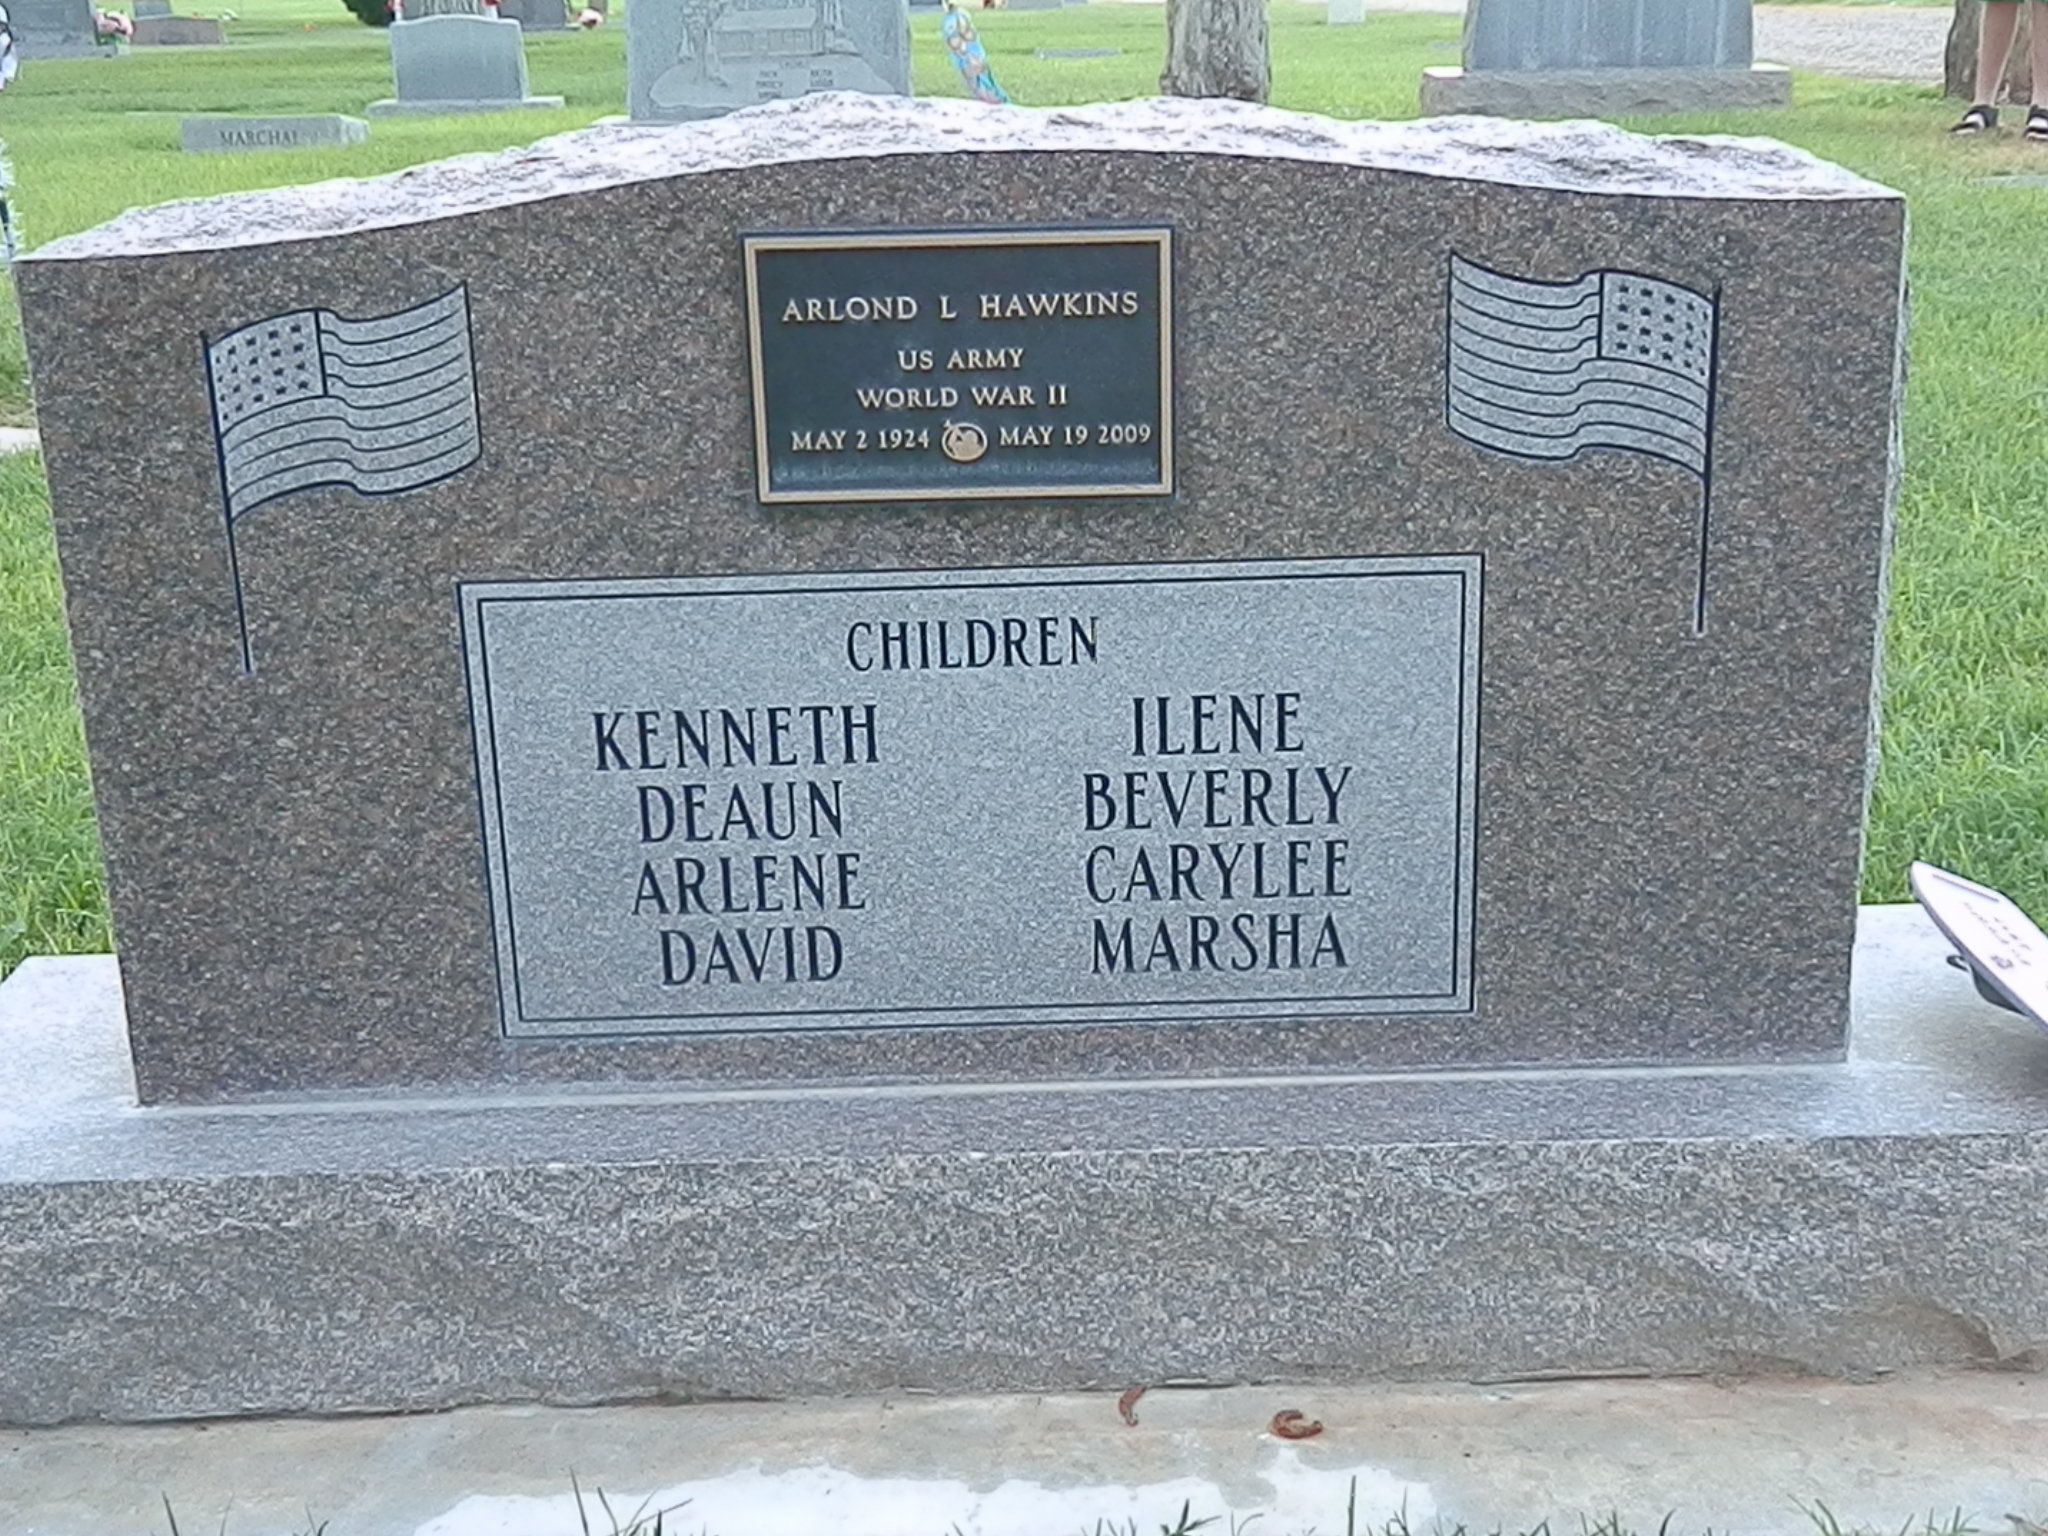 MARCHAL
ARLOND L HAWKINS
US ARMY
WORLD WAR II
MAY 2 1924 MAY 19 2009
CHILDREN
KENNETH
DEAUN
ARLENE
DAVID
ILENE
BEVERLY
CARYLEE
MARSHA